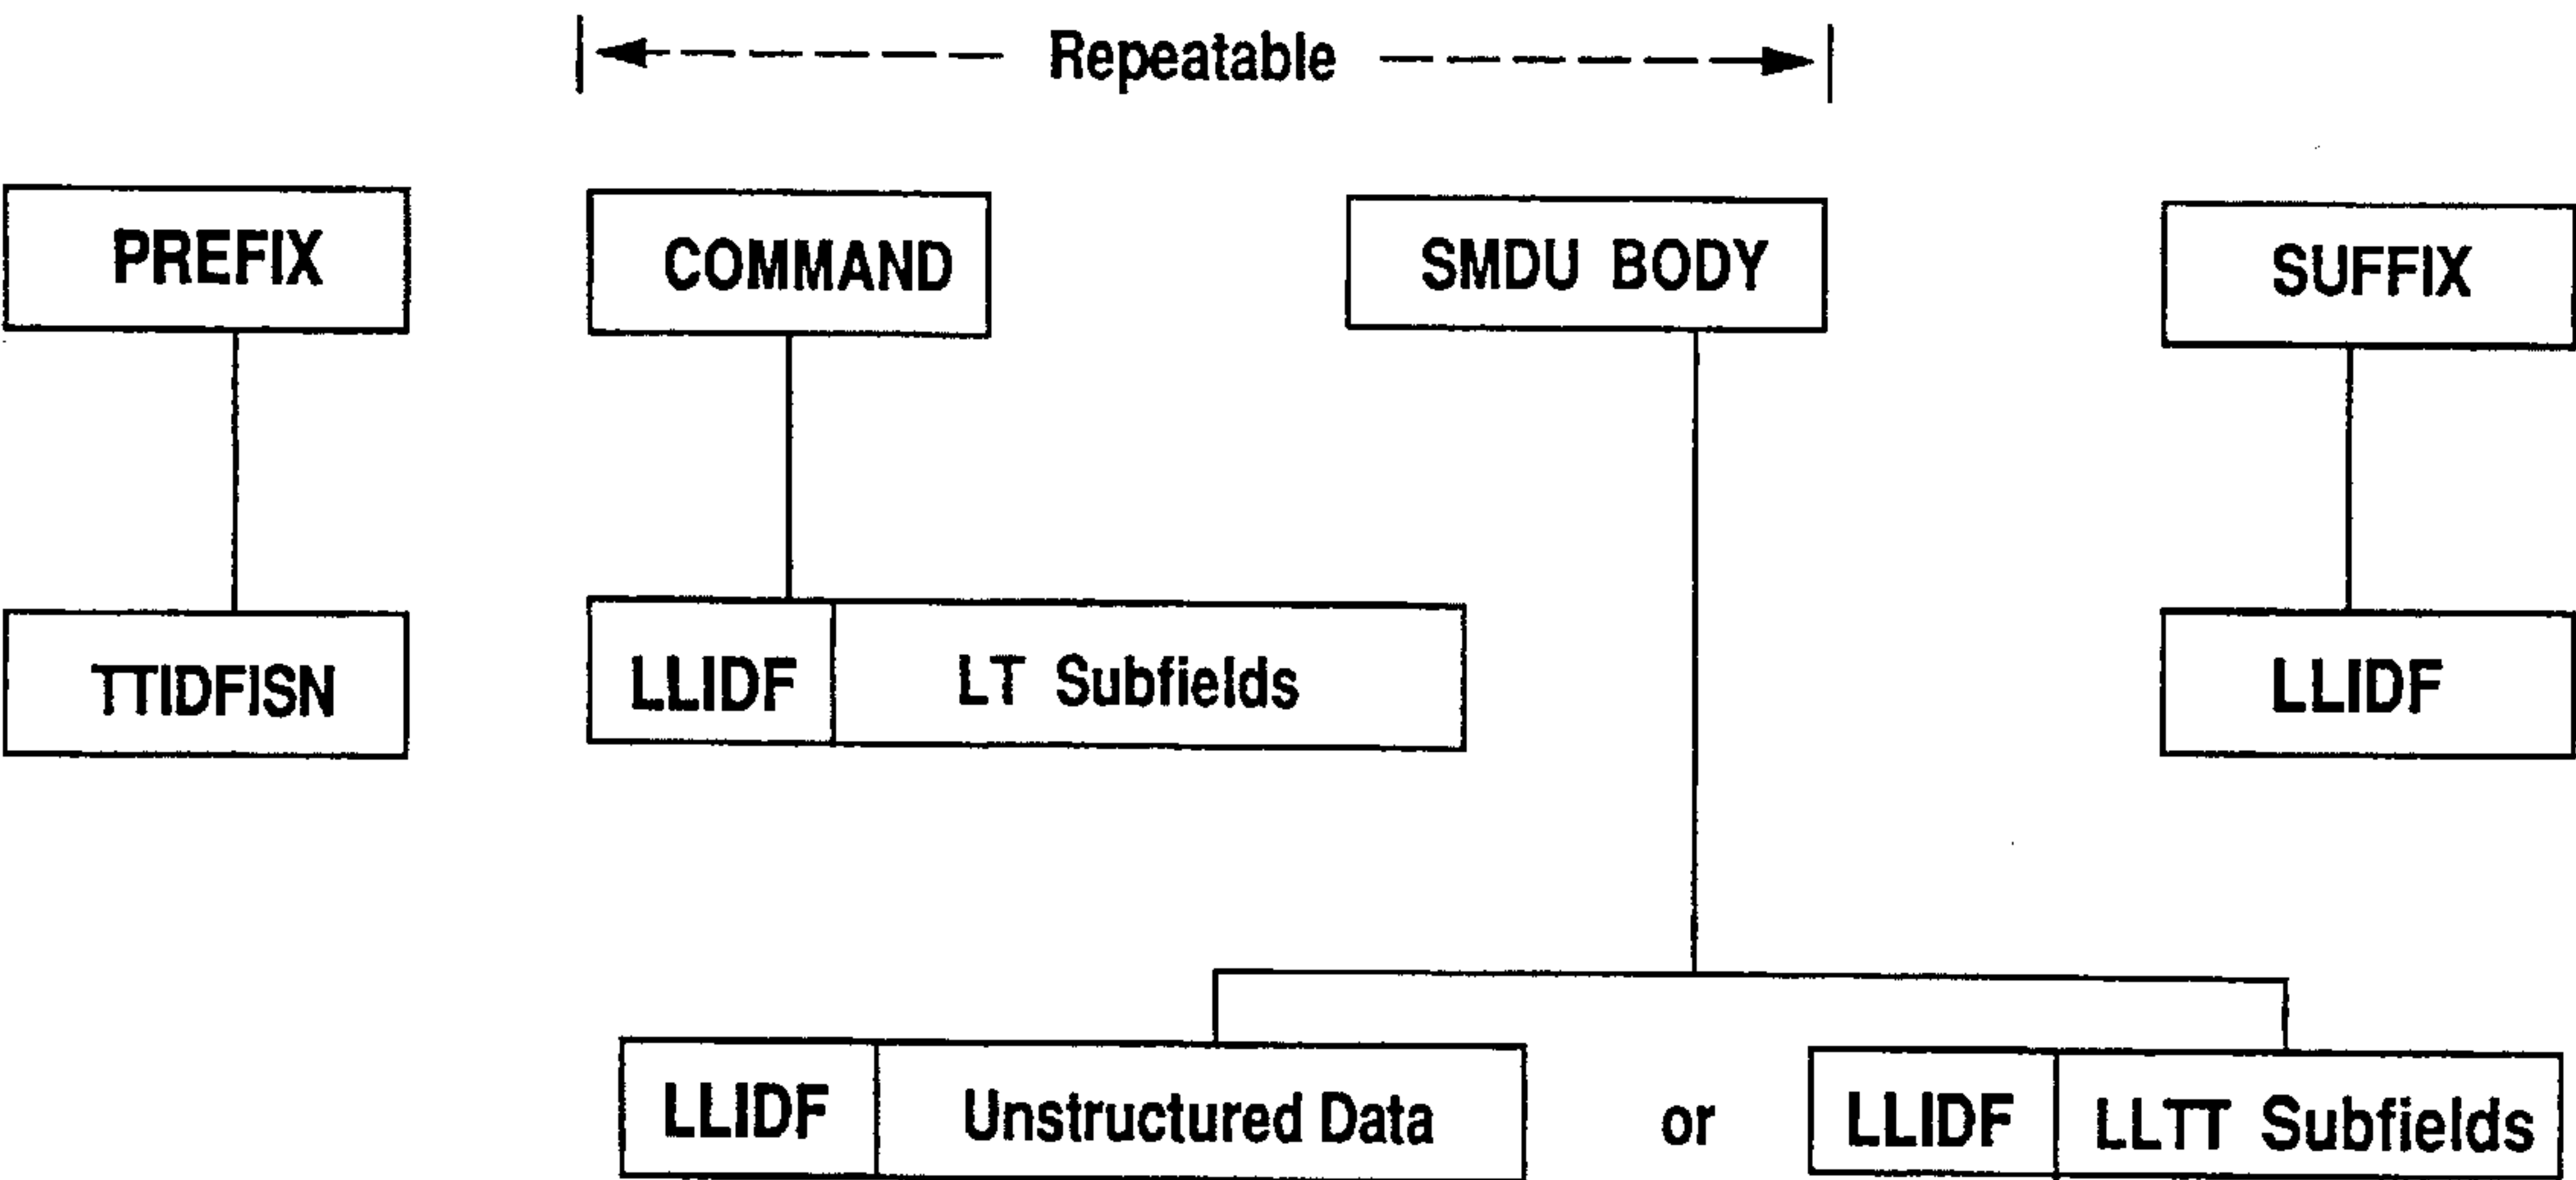 Repeatable
PREFIX
COMMAND
SMDU BODY
SUFFIX
TTIDFISN
LLIDF
LT Subfields
LLIDF
LLIDF
Unstructured Data
or
LLIDF
LLTT Subfields